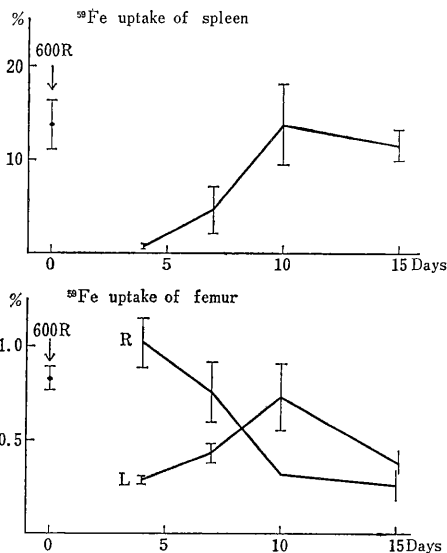 % ⁵⁹Fe uptake of spleen
600R
20
10
0 5 10 15 Days
% ⁵⁹Fe uptake of femur
600R
1.0
R
0.5
L
0 5 10 15 Days